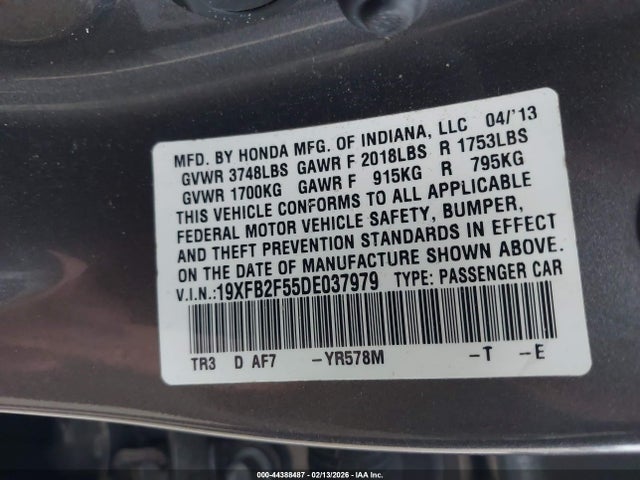 MFD. BY HONDA MFG. OF INDIANA, LLC 04/'13
GVWR 3748LBS GAWR F 2018LBS R 1753LBS
GVWR 1700KG GAWR F 915KG R 795KG
THIS VEHICLE CONFORMS TO ALL APPLICABLE
FEDERAL MOTOR VEHICLE SAFETY, BUMPER,
AND THEFT PREVENTION STANDARDS IN EFFECT
ON THE DATE OF MANUFACTURE SHOWN ABOVE.
V.I.N.:19XFB2F55DE037979 TYPE: PASSENGER CAR
TR3 D AF7 -YR578M -T -E
000-44388487 - 02/13/2026 - IAA Inc.